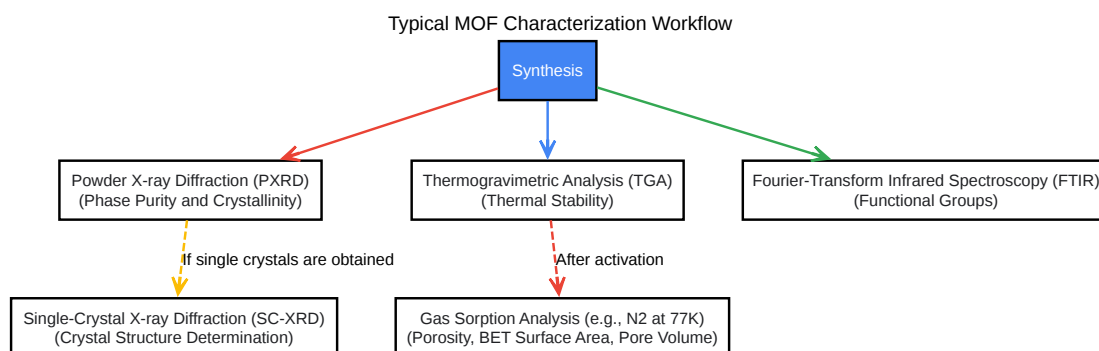 Typical MOF Characterization Workflow
Synthesis
Powder X-ray Diffraction (PXRD)
(Phase Purity and Crystallinity)
Thermogravimetric Analysis (TGA)
(Thermal Stability)
Fourier-Transform Infrared Spectroscopy (FTIR)
(Functional Groups)
If single crystals are obtained
After activation
Single-Crystal X-ray Diffraction (SC-XRD)
(Crystal Structure Determination)
Gas Sorption Analysis (e.g., N2 at 77K)
(Porosity, BET Surface Area, Pore Volume)